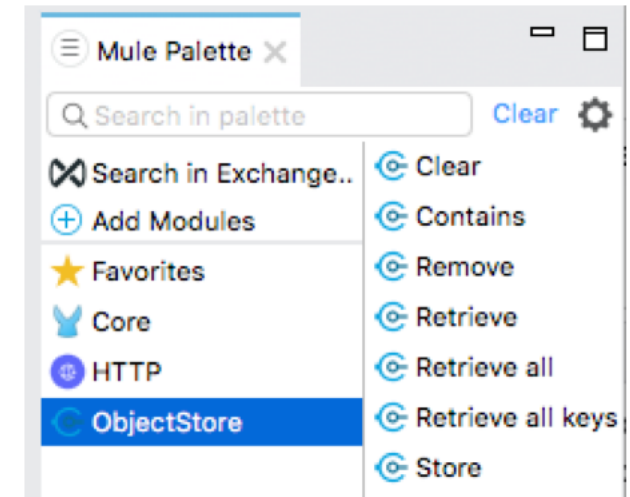 Mule Palette
Search in palette
Clear
Search in Exchange..
Add Modules
Favorites
Core
HTTP
ObjectStore
Clear
Contains
Remove
Retrieve
Retrieve all
Retrieve all keys
Store